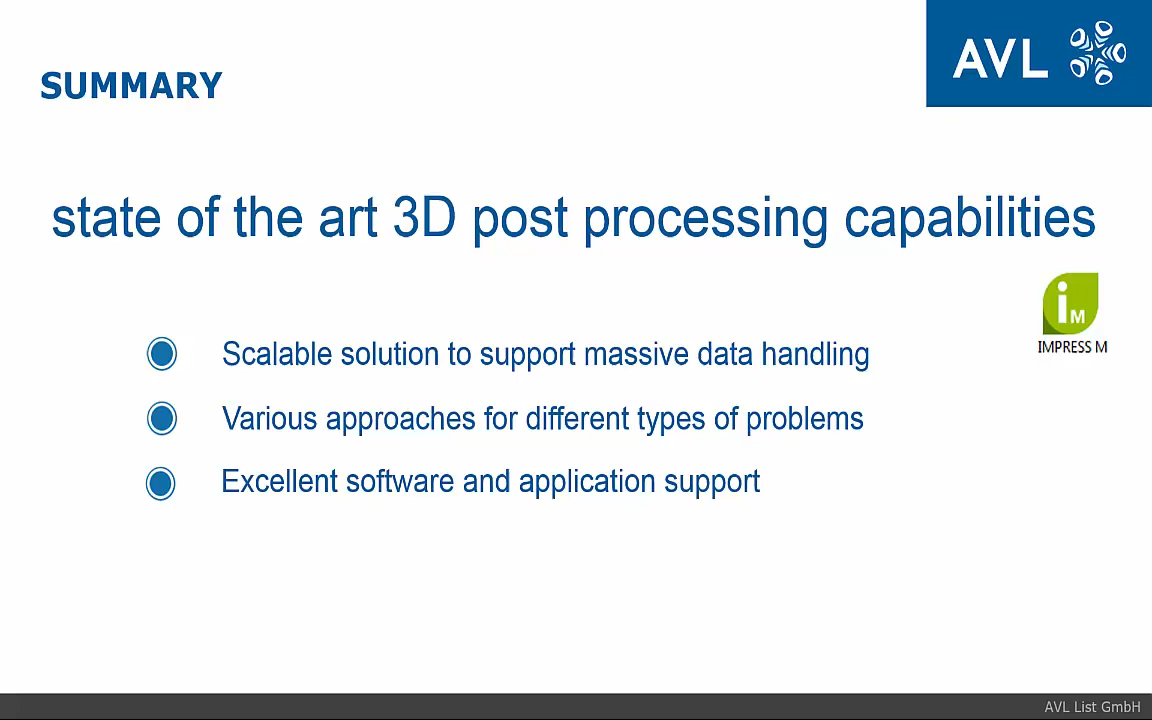 SUMMARY
AVL
state of the art 3D post processing capabilities
iM
IMPRESS M
Scalable solution to support massive data handling
Various approaches for different types of problems
Excellent software and application support
AVL List GmbH